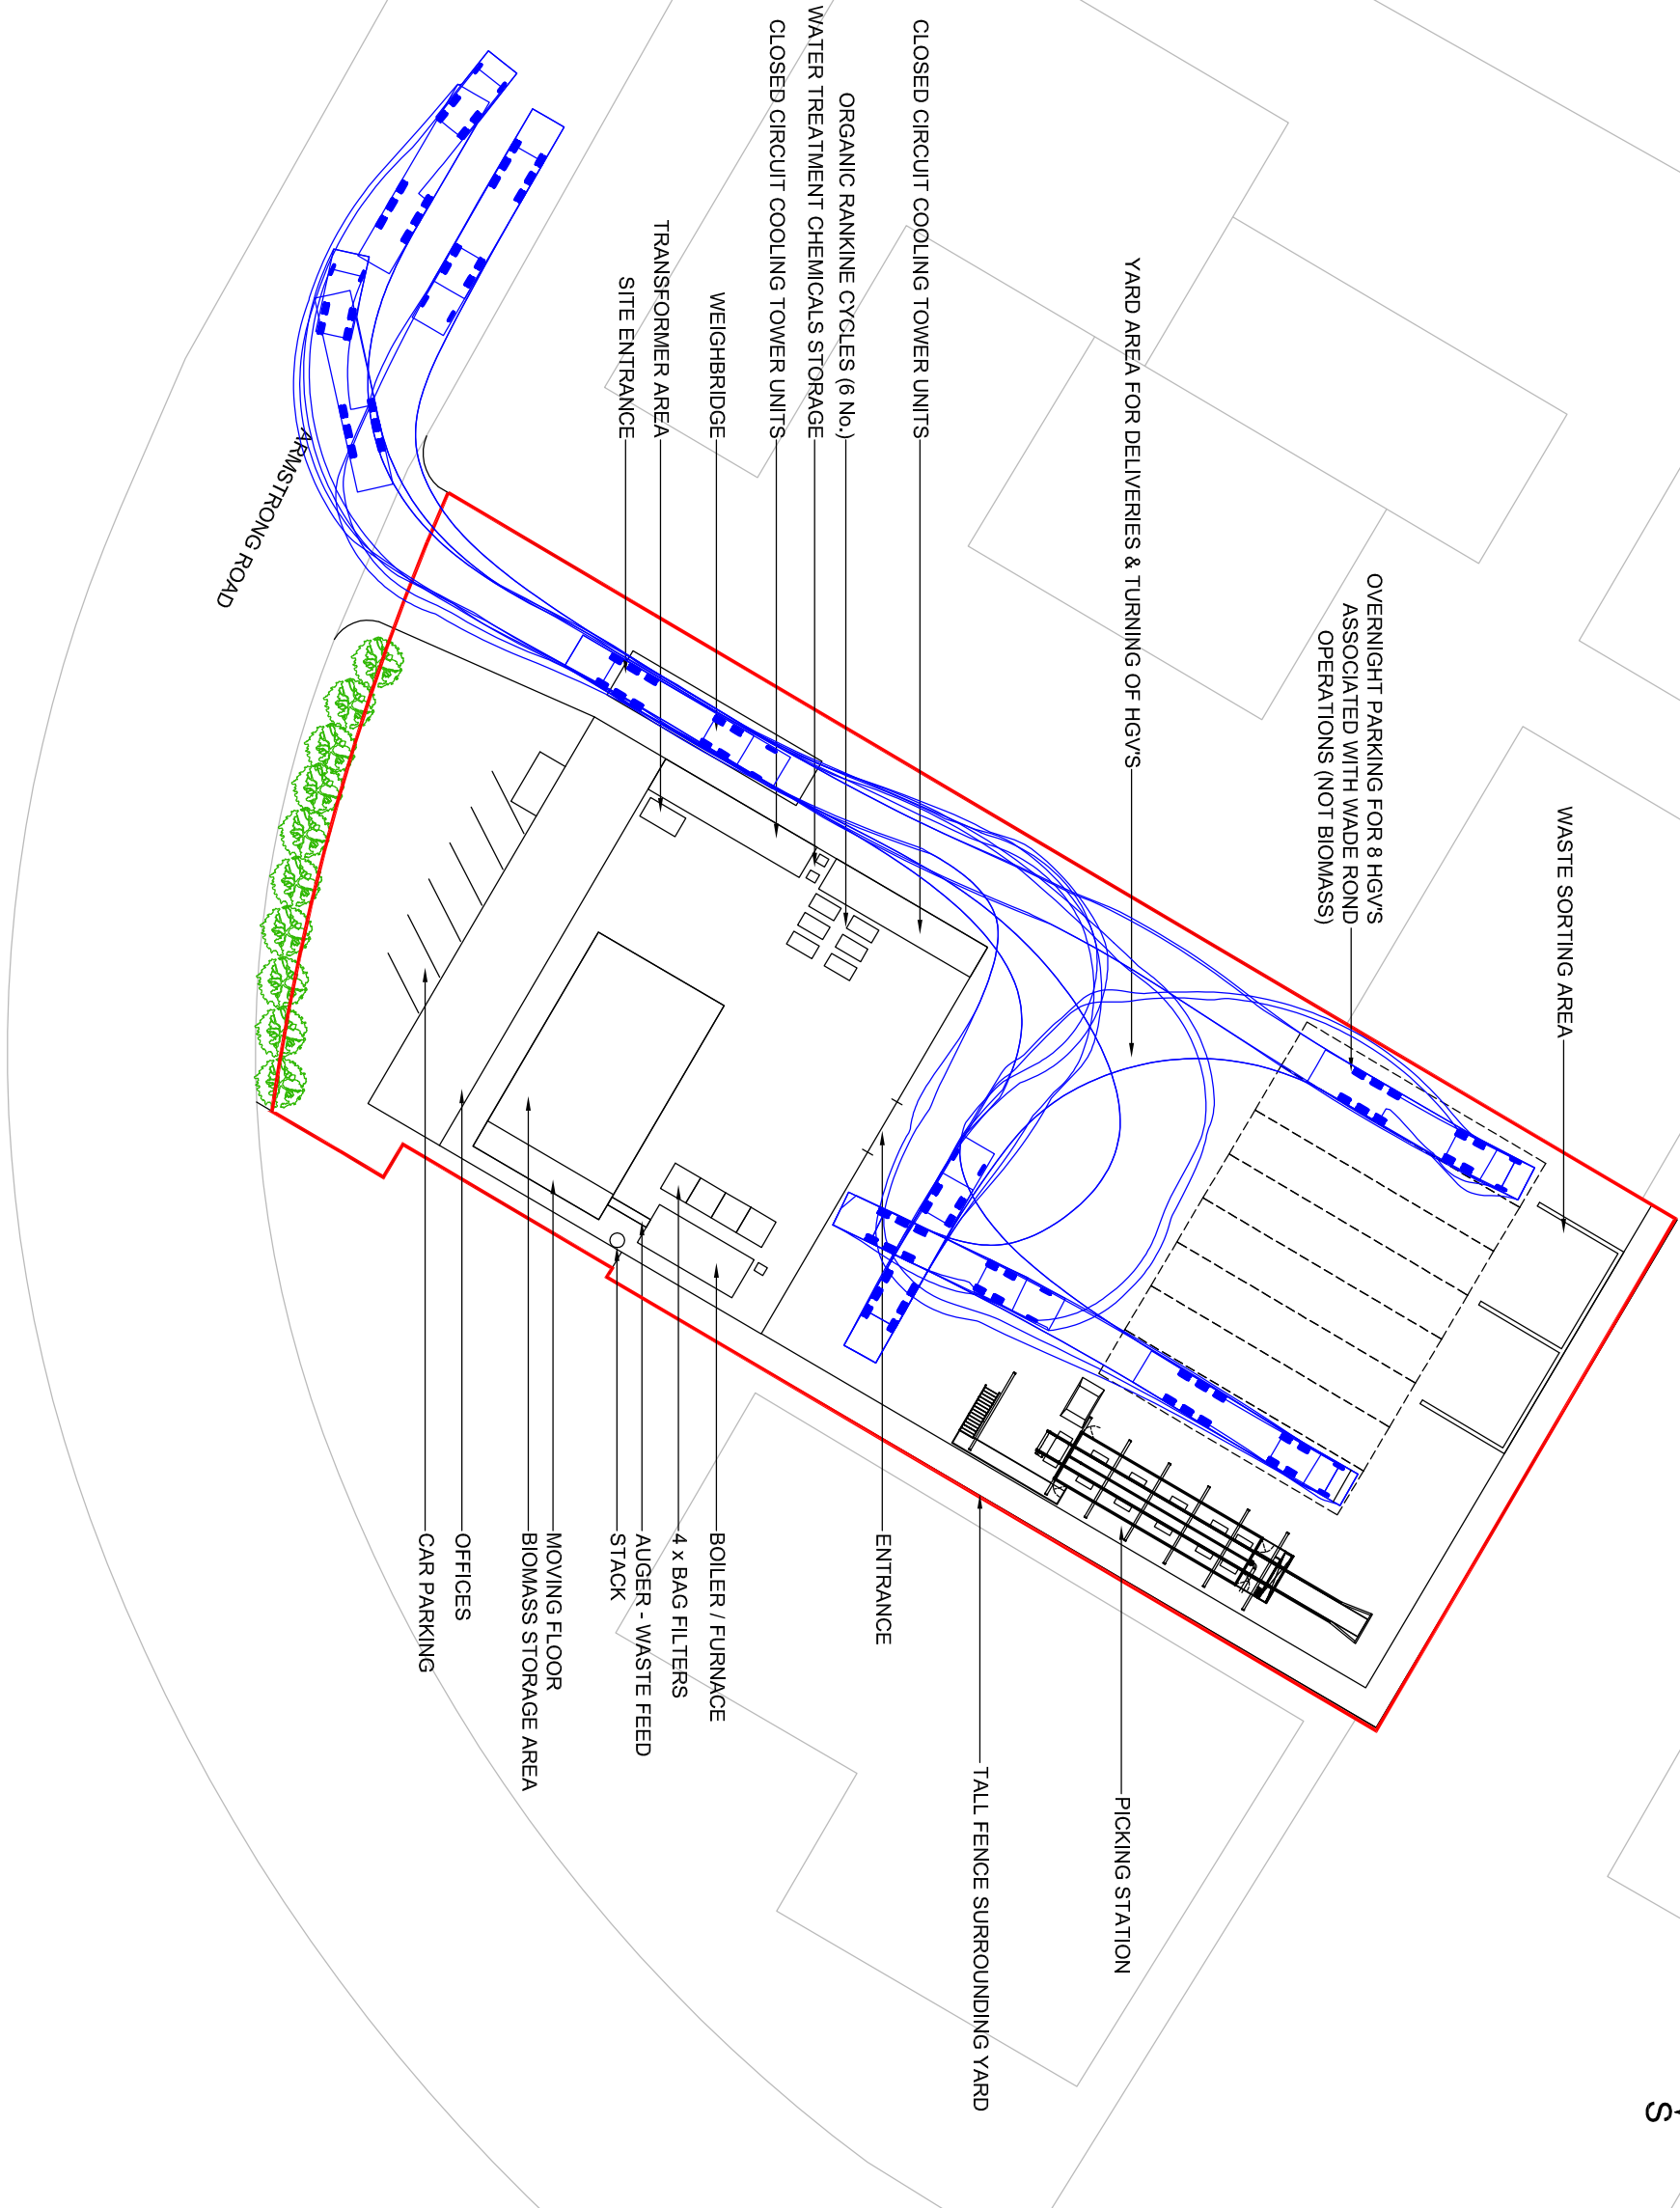 WASTE SORTING AREA
OVERNIGHT PARKING FOR 8 HGV'S
ASSOCIATED WITH WADE ROND
OPERATIONS (NOT BIOMASS)
YARD AREA FOR DELIVERIES & TURNING OF HGV'S
CLOSED CIRCUIT COOLING TOWER UNITS
ORGANIC RANKINE CYCLES (6 No.)
WATER TREATMENT CHEMICALS STORAGE
CLOSED CIRCUIT COOLING TOWER UNITS
WEIGHBRIDGE
TRANSFORMER AREA
SITE ENTRANCE
ARMSTRONG ROAD
PICKING STATION
TALL FENCE SURROUNDING YARD
ENTRANCE
BOILER / FURNACE
4 x BAG FILTERS
AUGER - WASTE FEED
STACK
MOVING FLOOR
BIOMASS STORAGE AREA
OFFICES
CAR PARKING
S